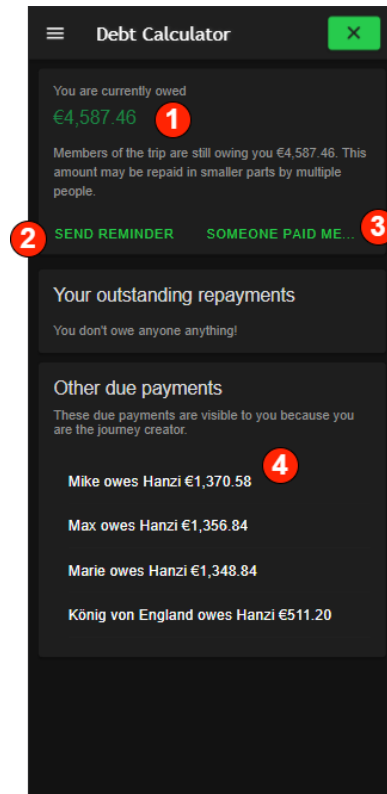 Debt Calculator
You are currently owed
€4,587.46
1
Members of the trip are still owing you €4,587.46. This
amount may be repaid in smaller parts by multiple
people.
2
SEND REMINDER
SOMEONE PAID ME...
3
Your outstanding repayments
You don't owe anyone anything!
Other due payments
These due payments are visible to you because you
are the journey creator.
4
Mike owes Hanzi €1,370.58
Max owes Hanzi €1,356.84
Marie owes Hanzi €1,348.84
König von England owes Hanzi €511.20